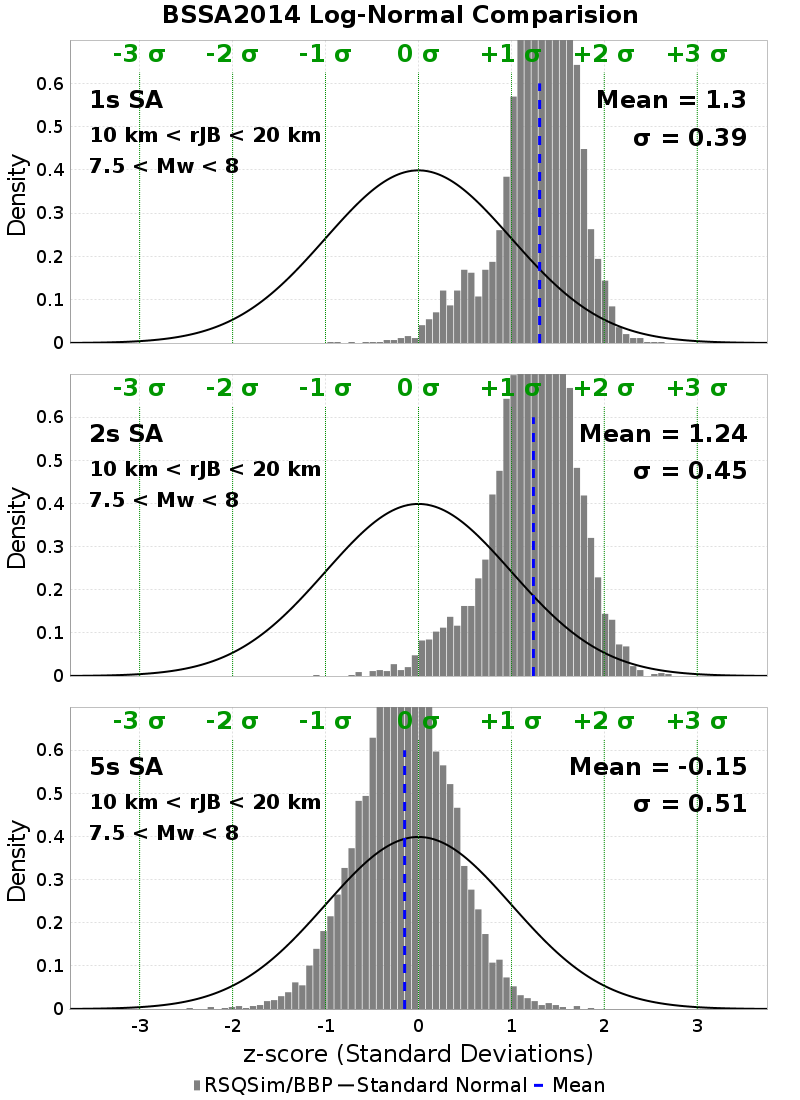 BSSA2014 Log-Normal Comparision
-3 σ -2 σ -1 σ 0 σ +1 σ +2 σ +3 σ
1s SA
10 km < rJB < 20 km
7.5 < Mw < 8
Mean = 1.3
σ = 0.39
Density
0.6
0.5
0.4
0.3
0.2
0.1
0
-3 σ -2 σ -1 σ 0 σ +1 σ +2 σ +3 σ
2s SA
10 km < rJB < 20 km
7.5 < Mw < 8
Mean = 1.24
σ = 0.45
Density
0.6
0.5
0.4
0.3
0.2
0.1
0
-3 σ -2 σ -1 σ 0 σ +1 σ +2 σ +3 σ
5s SA
10 km < rJB < 20 km
7.5 < Mw < 8
Mean = -0.15
σ = 0.51
Density
0.6
0.5
0.4
0.3
0.2
0.1
0
-3 -2 -1 0 1 2 3
z-score (Standard Deviations)
RSQSim/BBP Standard Normal Mean